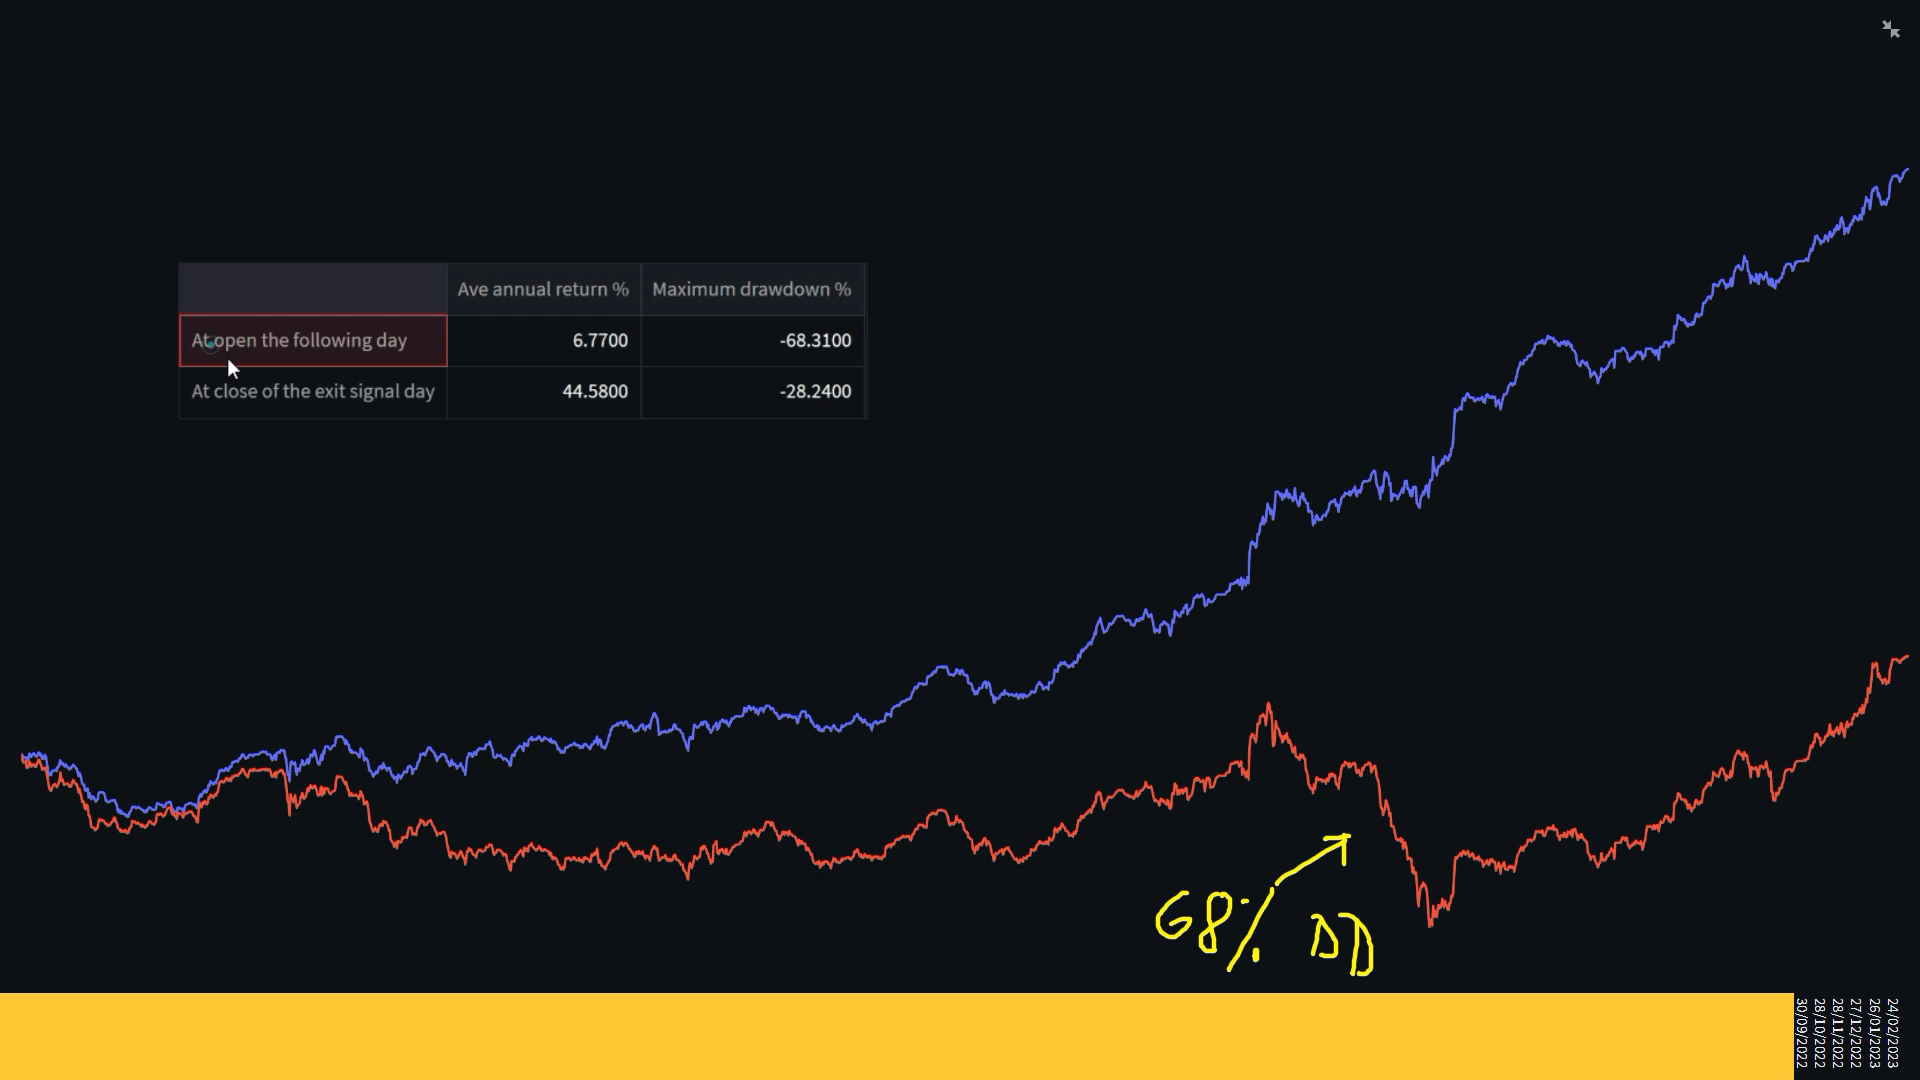 Ave annual return % Maximum drawdown %
At open the following day 6.7700 -68.3100
At close of the exit signal day 44.5800 -28.2400
68% DD
30/09/2022
28/10/2022
28/11/2022
27/12/2022
26/01/2023
24/02/2023